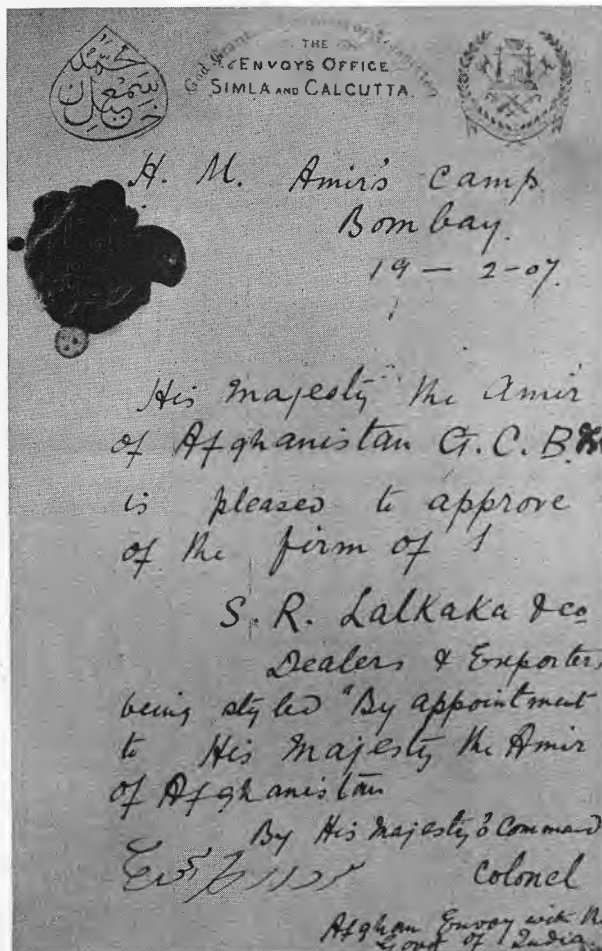 God Grant
THE
ENVOYS OFFICE
SIMLA AND CALCUTTA.
H. M. Amir's Camp
Bombay.
19 - 2-07.
His Majesty the Amir
of Afghanistan G.C.B.
is pleased to approve
of the firm of
S. R. Lalkaka & co
Dealers & Exporters
being styled "By appointment
to His Majesty the Amir
of Afghanistan
By His Majesty's Command
Colonel
Afghan Envoy with the
Govt of India